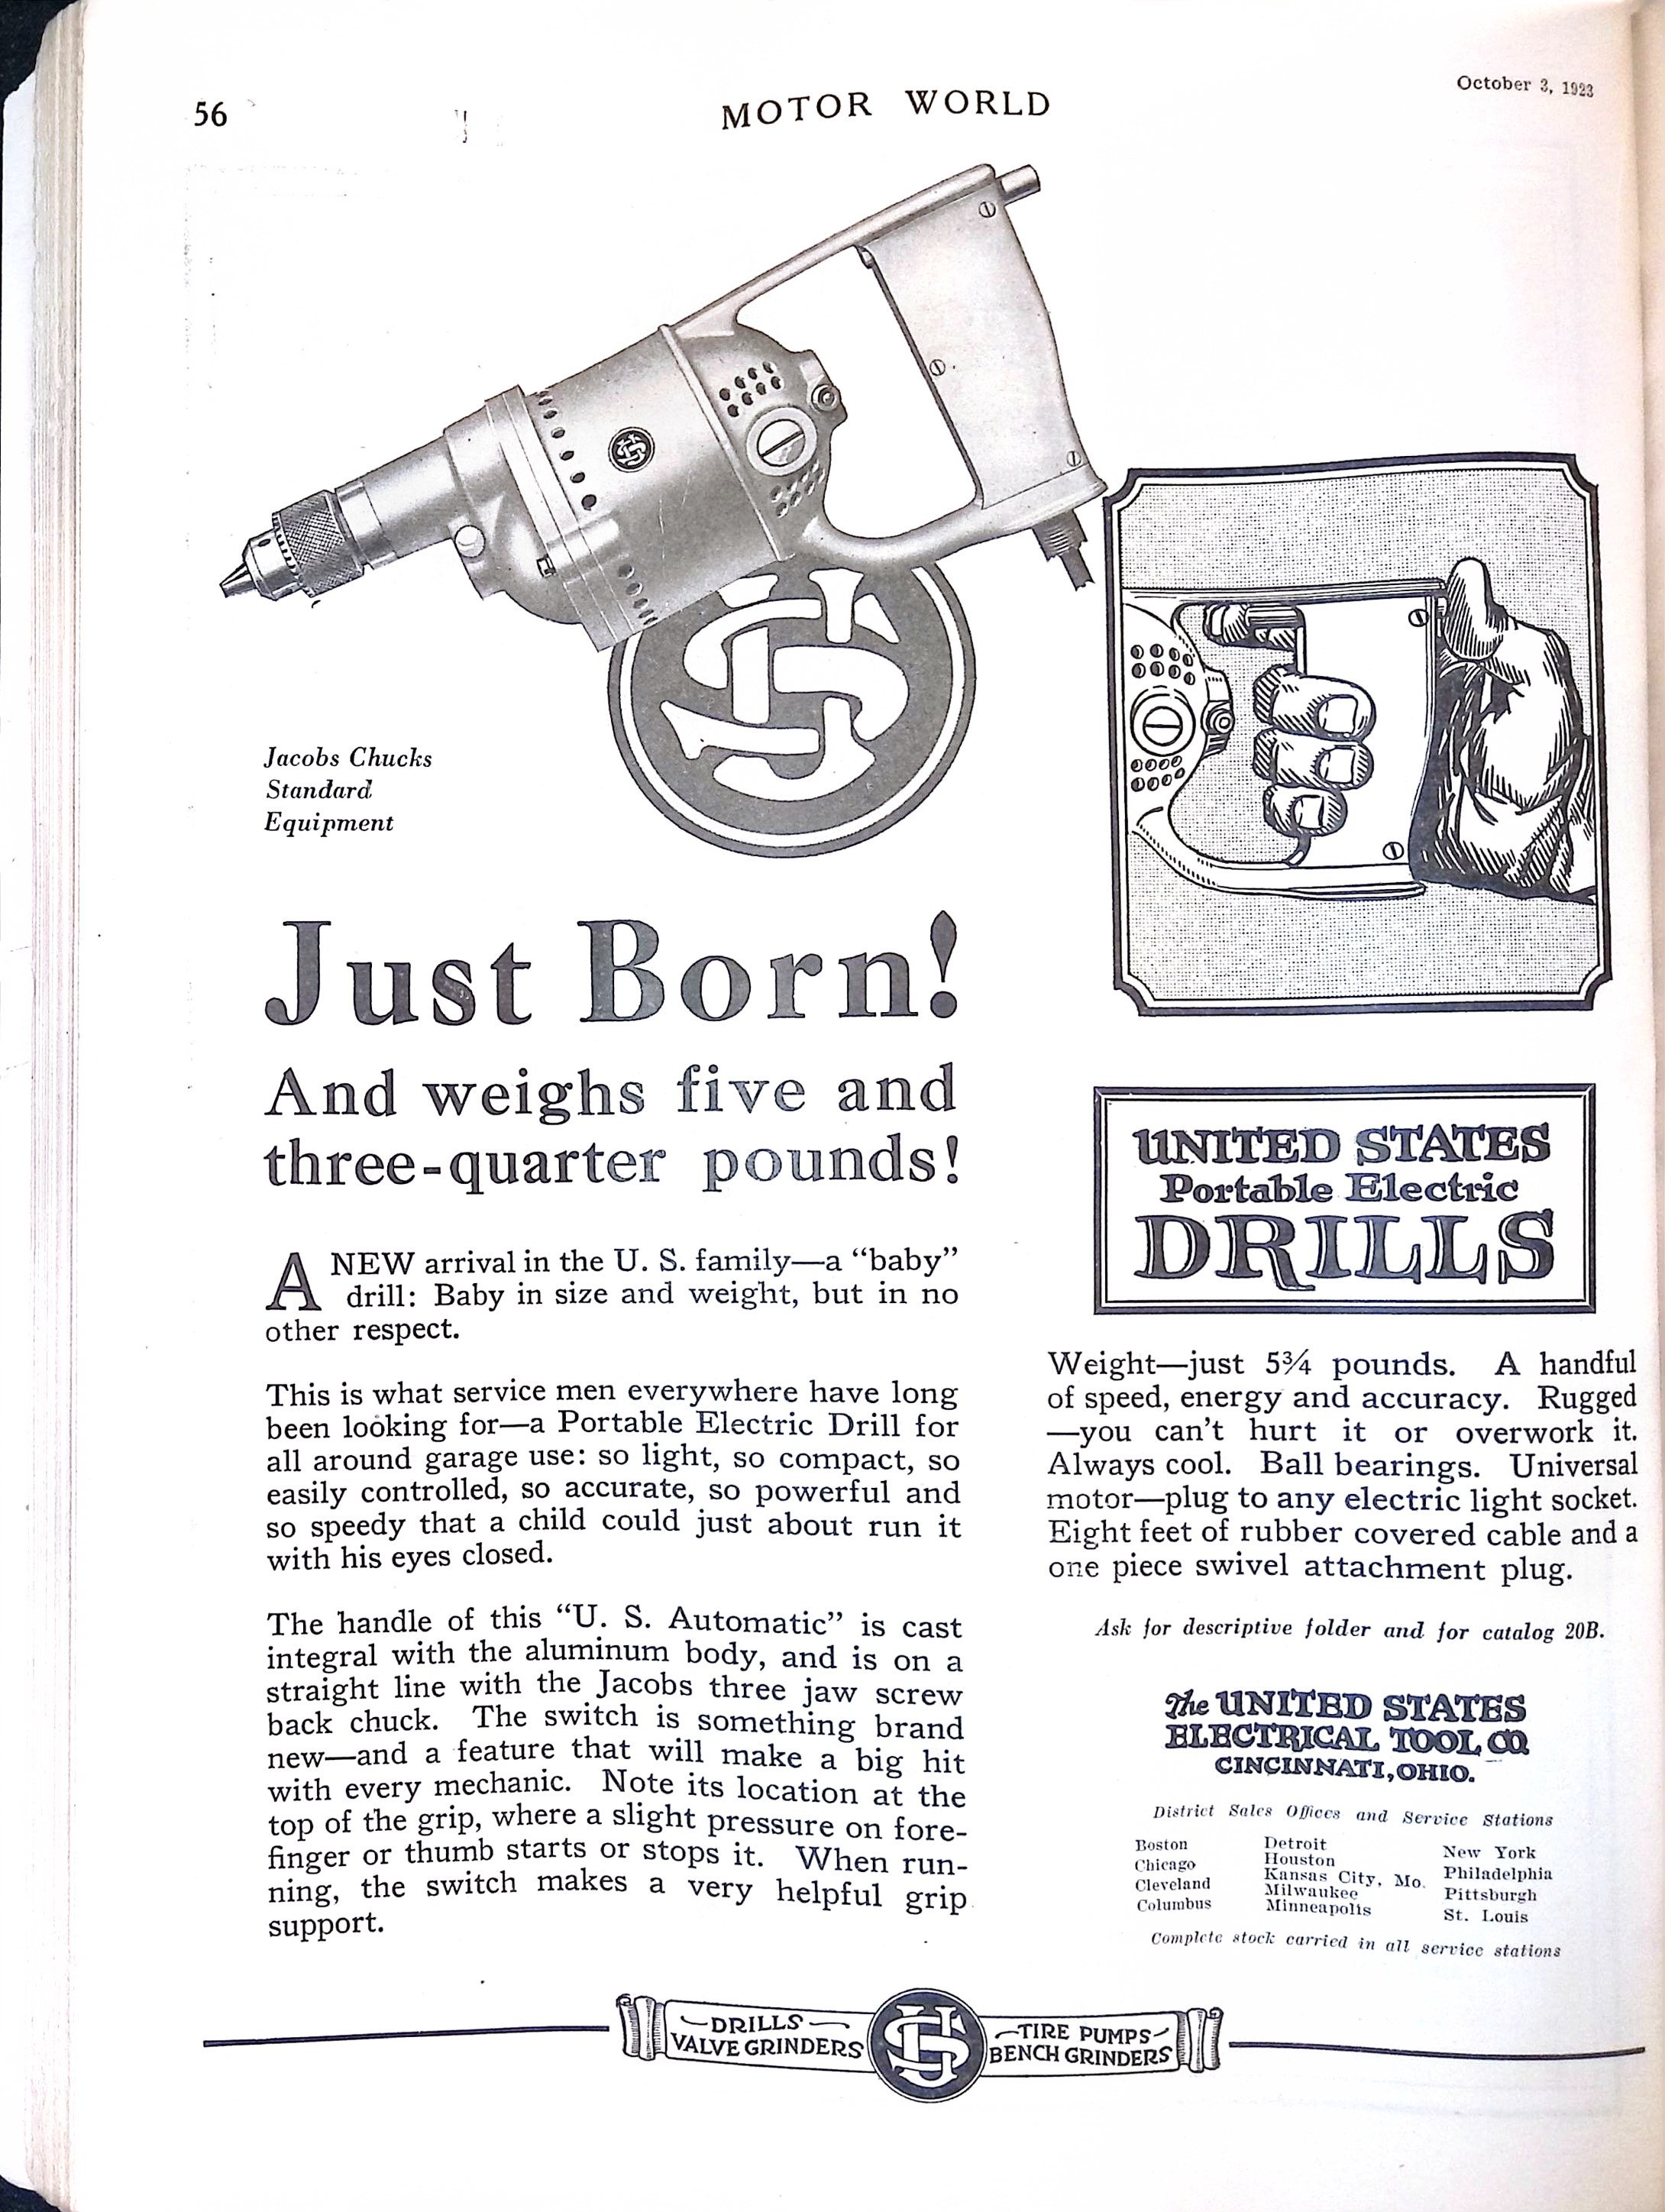 56
MOTOR WORLD
October 3, 1923
Jacobs Chucks
Standard
Equipment
Just Born!
And weighs five and
three-quarter pounds!
A NEW arrival in the U. S. family—a “baby”
drill: Baby in size and weight, but in no
other respect.
This is what service men everywhere have long
been looking for—a Portable Electric Drill for
all around garage use: so light, so compact, so
easily controlled, so accurate, so powerful and
so speedy that a child could just about run it
with his eyes closed.
The handle of this “U. S. Automatic” is cast
integral with the aluminum body, and is on a
straight line with the Jacobs three jaw screw
back chuck. The switch is something brand
new—and a feature that will make a big hit
with every mechanic. Note its location at the
top of the grip, where a slight pressure on fore-
finger or thumb starts or stops it. When run-
ning, the switch makes a very helpful grip
support.
UNITED STATES
Portable Electric
DRILLS
Weight—just 5¾ pounds. A handful
of speed, energy and accuracy. Rugged
—you can't hurt it or overwork it.
Always cool. Ball bearings. Universal
motor—plug to any electric light socket.
Eight feet of rubber covered cable and a
one piece swivel attachment plug.
Ask for descriptive folder and for catalog 20B.
The UNITED STATES
ELECTRICAL TOOL CO
CINCINNATI, OHIO.
District Sales Offices and Service Stations
Boston
Chicago
Cleveland
Columbus
Detroit
Houston
Kansas City, Mo.
Milwaukee
Minneapolis
New York
Philadelphia
Pittsburgh
St. Louis
Complete stock carried in all service stations
DRILLS
VALVE GRINDERS
US
TIRE PUMPS
BENCH GRINDERS